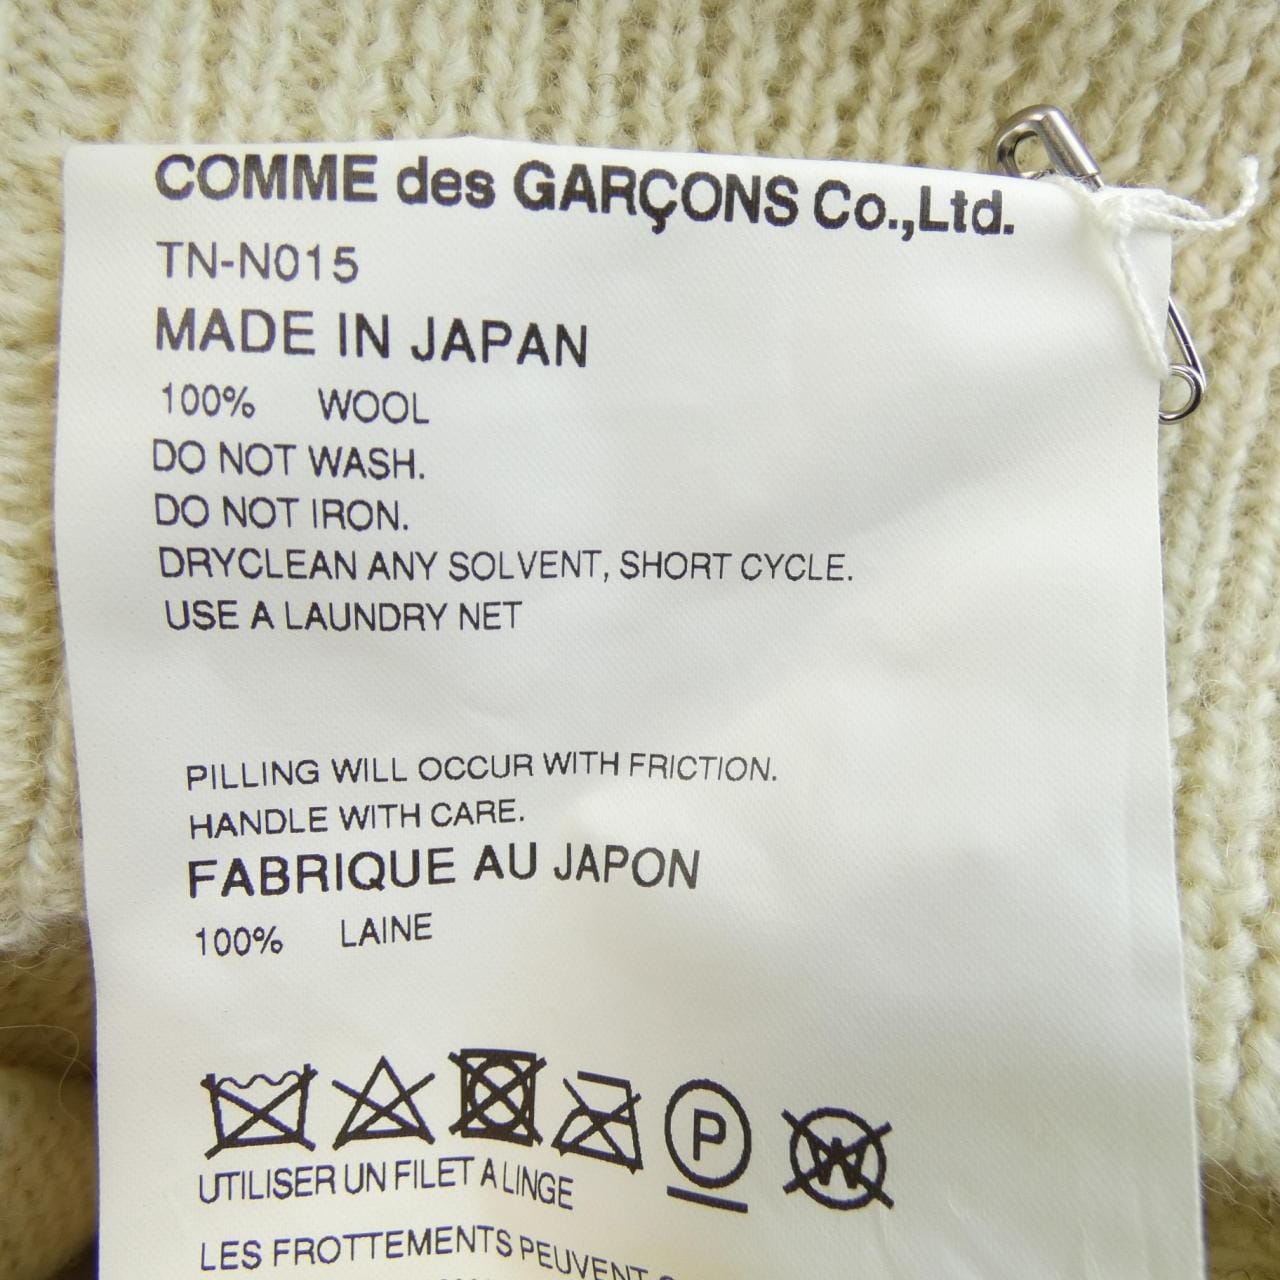 COMME des GARÇONS Co.,Ltd.
TN-N015
MADE IN JAPAN
100% WOOL
DO NOT WASH.
DO NOT IRON.
DRYCLEAN ANY SOLVENT, SHORT CYCLE.
USE A LAUNDRY NET
PILLING WILL OCCUR WITH FRICTION.
HANDLE WITH CARE.
FABRIQUE AU JAPON
100% LAINE
P W
UTILISER UN FILET A LINGE
LES FROTTEMENTS PEUVENT